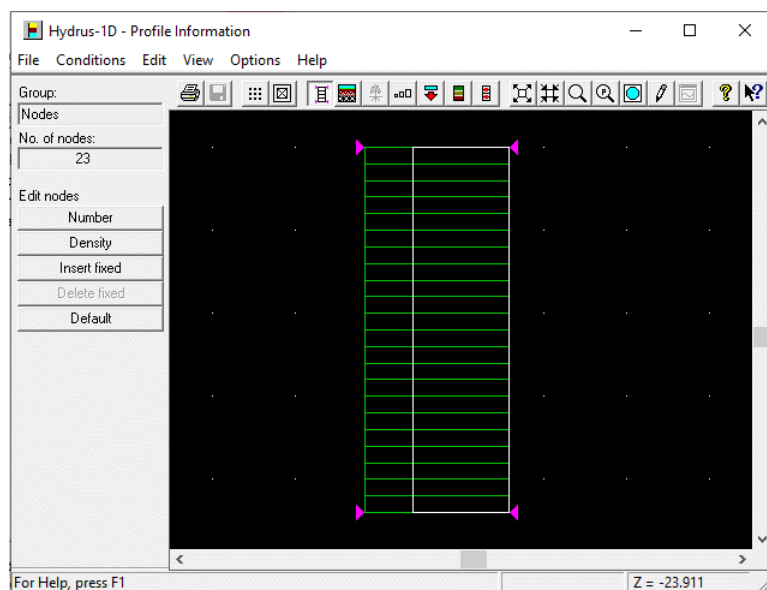 Hydrus-1D - Profile Information
File Conditions Edit View Options Help
Group:
Nodes
No. of nodes:
23
Edit nodes
Number
Density
Insert fixed
Delete fixed
Default
For Help, press F1
Z = -23.911